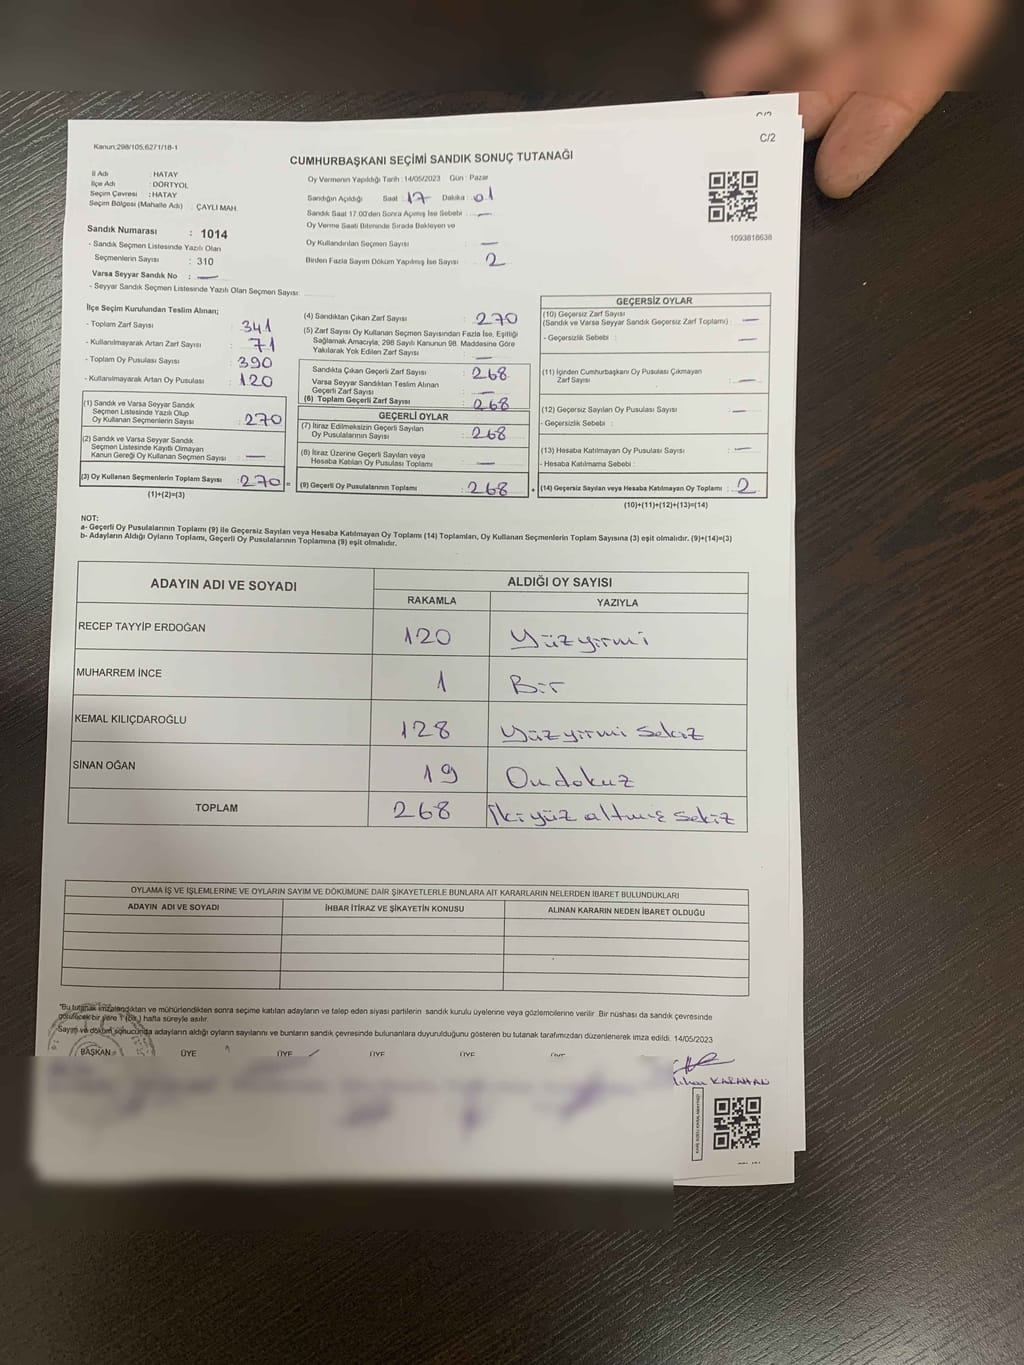 C/2
Kanun:298/105,6271/18-1
CUMHURBAŞKANI SEÇİMİ SANDIK SONUÇ TUTANAĞI
İl Adı : HATAY
İlçe Adı : DÖRTYOL
Seçim Çevresi : HATAY
Seçim Bölgesi (Mahalle Adı) : ÇAYLI MAH.
Sandık Numarası : 1014
- Sandık Seçmen Listesinde Yazılı Olan
Seçmenlerin Sayısı : 310
Varsa Seyyar Sandık No : —
- Seyyar Sandık Seçmen Listesinde Yazılı Olan Seçmen Sayısı:
Oy Vermenin Yapıldığı Tarih : 14/05/2023 Gün : Pazar
Sandığın Açıldığı Saat : 17 Dakika : 01
Sandık Saat 17.00'den Sonra Açılmış İse Sebebi : —
Oy Verme Saati Bitiminde Sırada Bekleyen ve
Oy Kullandırılan Seçmen Sayısı —
Birden Fazla Sayım Döküm Yapılmış İse Sayısı : 2
1093818638
İlçe Seçim Kurulundan Teslim Alınan;
- Toplam Zarf Sayısı : 341
- Kullanılmayarak Artan Zarf Sayısı : 71
- Toplam Oy Pusulası Sayısı : 390
- Kullanılmayarak Artan Oy Pusulası : 120
(1) Sandık ve Varsa Seyyar Sandık
Seçmen Listesinde Yazılı Olup
Oy Kullanan Seçmenlerin Sayısı : 270
(2) Sandık ve Varsa Seyyar Sandık
Seçmen Listesinde Kayıtlı Olmayan
Kanun Gereği Oy Kullanan Seçmen Sayısı : —
(3) Oy Kullanan Seçmenlerin Toplam Sayısı : 270 =
(1)+(2)=(3)
(4) Sandıktan Çıkan Zarf Sayısı : 270
(5) Zarf Sayısı Oy Kullanan Seçmen Sayısından Fazla İse, Eşitliği
Sağlamak Amacıyla; 298 Sayılı Kanunun 98. Maddesine Göre
Yakılarak Yok Edilen Zarf Sayısı : —
Sandıkta Çıkan Geçerli Zarf Sayısı : 268
Varsa Seyyar Sandıktan Teslim Alınan
Geçerli Zarf Sayısı : —
(6) Toplam Geçerli Zarf Sayısı : 268
GEÇERLİ OYLAR
(7) İtiraz Edilmeksizin Geçerli Sayılan
Oy Pusulalarının Sayısı : 268
(8) İtiraz Üzerine Geçerli Sayılan veya
Hesaba Katılan Oy Pusulası Toplamı : —
(9) Geçerli Oy Pusulalarının Toplamı : 268 +
GEÇERSİZ OYLAR
(10) Geçersiz Zarf Sayısı
(Sandık ve Varsa Seyyar Sandık Geçersiz Zarf Toplamı) : —
- Geçersizlik Sebebi : —
(11) İçinden Cumhurbaşkanı Oy Pusulası Çıkmayan
Zarf Sayısı : —
(12) Geçersiz Sayılan Oy Pusulası Sayısı : —
- Geçersizlik Sebebi :
(13) Hesaba Katılmayan Oy Pusulası Sayısı : —
- Hesaba Katılmama Sebebi :
(14) Geçersiz Sayılan veya Hesaba Katılmayan Oy Toplamı : 2
(10)+(11)+(12)+(13)=(14)
NOT:
a- Geçerli Oy Pusulalarının Toplamı (9) ile Geçersiz Sayılan veya Hesaba Katılmayan Oy Toplamı (14) Toplamları, Oy Kullanan Seçmenlerin Toplam Sayısına (3) eşit olmalıdır. (9)+(14)=(3)
b- Adayların Aldığı Oyların Toplamı, Geçerli Oy Pusulalarının Toplamına (9) eşit olmalıdır.
ADAYIN ADI VE SOYADI ALDIĞI OY SAYISI
RAKAMLA YAZIYLA
RECEP TAYYİP ERDOĞAN 120 Yüzyirmi
MUHARREM İNCE 1 Bir
KEMAL KILIÇDAROĞLU 128 Yüzyirmi sekiz
SİNAN OĞAN 19 Ondokuz
TOPLAM 268 İkiyüz altmış sekiz
OYLAMA İŞ VE İŞLEMLERİNE VE OYLARIN SAYIM VE DÖKÜMÜNE DAİR ŞİKAYETLERLE BUNLARA AİT KARARLARIN NELERDEN İBARET BULUNDUKLARI
ADAYIN ADI VE SOYADI İHBAR İTİRAZ VE ŞİKAYETİN KONUSU ALINAN KARARIN NEDEN İBARET OLDUĞU
*Bu tutanak imzalandıktan ve mühürlendikten sonra seçime katılan adayların ve talep eden siyasi partilerin sandık kurulu üyelerine veya gözlemcilerine verilir. Bir nüshası da sandık çevresinde
görülecek bir yere 1 (bir) hafta süreyle asılır.
-Sayım ve döküm sonucunda adayların aldığı oyların sayılarını ve bunların sandık çevresinde bulunanlara duyurulduğunu gösteren bu tutanak tarafımızdan düzenlenerek imza edildi. 14/05/2023
BAŞKAN ÜYE ÜYE ÜYE ÜYE
KARAHAN